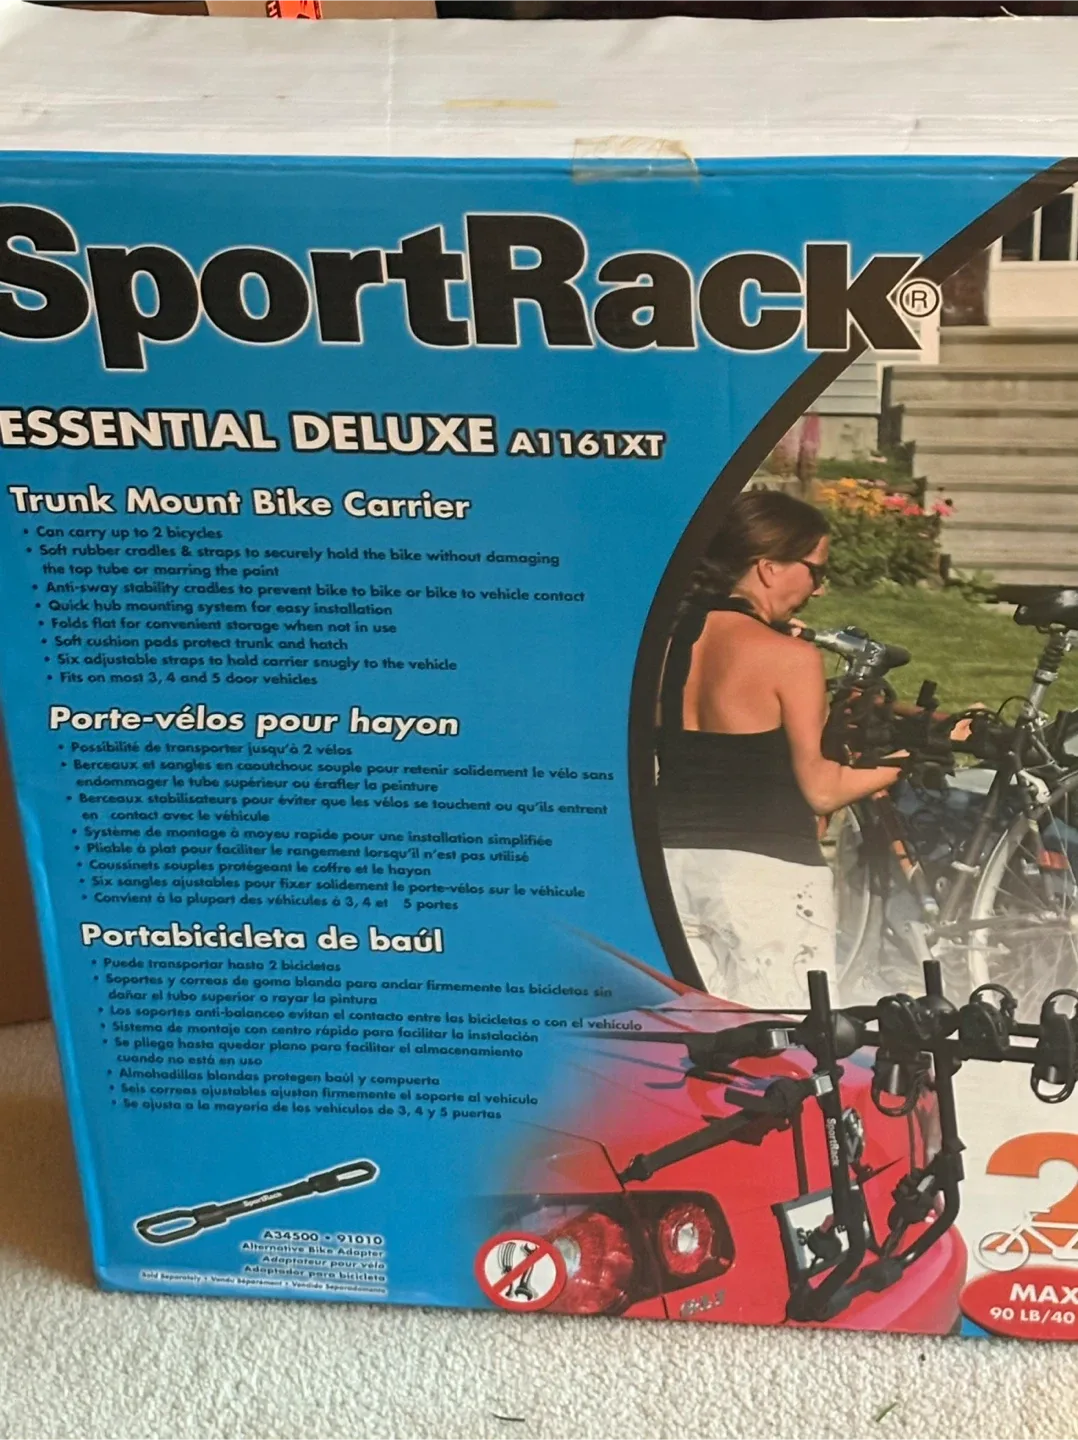 SportRack®
ESSENTIAL DELUXE A1161XT
Trunk Mount Bike Carrier
• Can carry up to 2 bicycles
• Soft rubber cradles & straps to securely hold the bike without damaging
the top tube or marring the paint
• Anti-sway stability cradles to prevent bike to bike or bike to vehicle contact
• Quick hub mounting system for easy installation
• Folds flat for convenient storage when not in use
• Soft cushion pads protect trunk and hatch
• Six adjustable straps to hold carrier snugly to the vehicle
• Fits on most 3, 4 and 5 door vehicles
Porte-vélos pour hayon
• Possibilité de transporter jusqu'à 2 vélos
• Berceaux et sangles en caoutchouc souple pour retenir solidement le vélo sans
endommager le tube supérieur ou érafler la peinture
• Berceaux stabilisateurs pour éviter que les vélos se touchent ou qu'ils entrent
en contact avec le véhicule
• Système de montage à moyeu rapide pour une installation simplifiée
• Pliable à plat pour faciliter le rangement lorsqu'il n'est pas utilisé
• Coussinets souples protégeant le coffre et le hayon
• Six sangles ajustables pour fixer solidement le porte-vélos sur le véhicule
• Convient à la plupart des véhicules à 3, 4 et 5 portes
Portabicicleta de baúl
• Puede transportar hasta 2 bicicletas
• Soportes y correas de goma blanda para anclar firmemente las bicicletas sin
dañar el tubo superior o rayar la pintura
• Los soportes anti-balanceo evitan el contacto entre las bicicletas o con el vehículo
• Sistema de montaje con centro rápido para facilitar la instalación
• Se pliega hasta quedar plano para facilitar el almacenamiento
cuando no está en uso
• Almohadillas blandas protegen baúl y compuerta
• Seis correas ajustables ajustan firmemente el soporte al vehículo
• Se ajusta a la mayoría de los vehículos de 3, 4 y 5 puertas
SportRack
A34500 • 91010
Alternative Bike Adapter
Adaptateur pour vélo
Adaptador para bicicleta
Sold Separately • Vendu Séparément • Vendido Separadamente
SportRack
2
MAX
90 LB/40